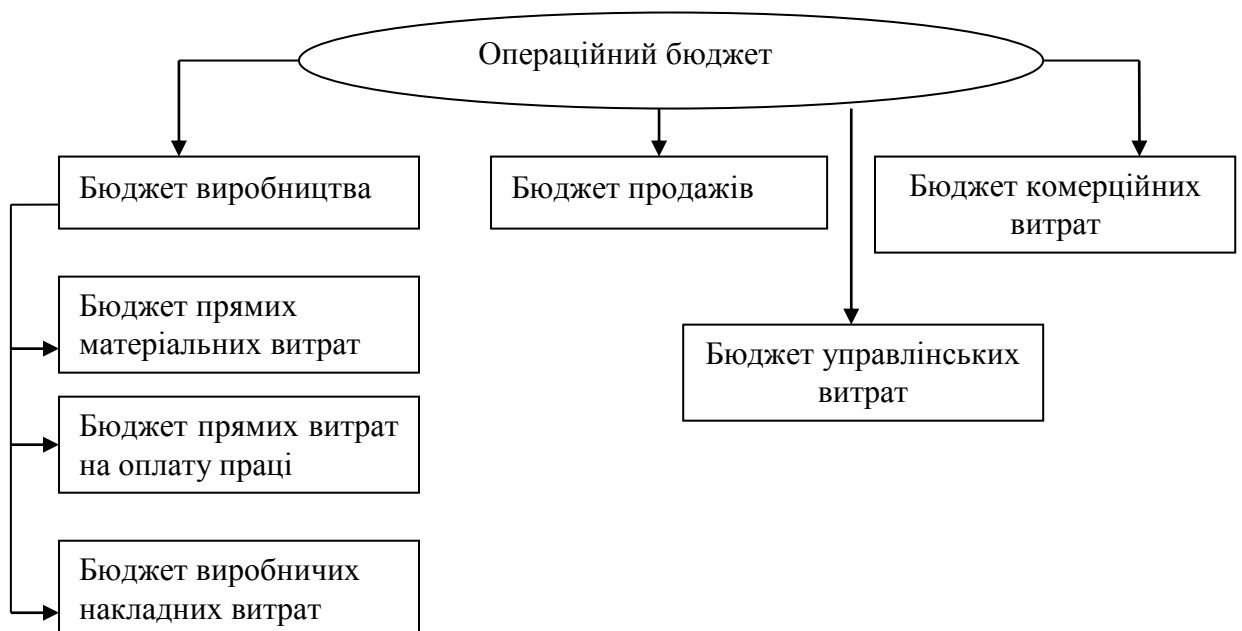 Операційний бюджет
Бюджет виробництва
Бюджет продажів
Бюджет комерційних
витрат
Бюджет прямих
матеріальних витрат
Бюджет управлінських
витрат
Бюджет прямих витрат
на оплату праці
Бюджет виробничих
накладних витрат